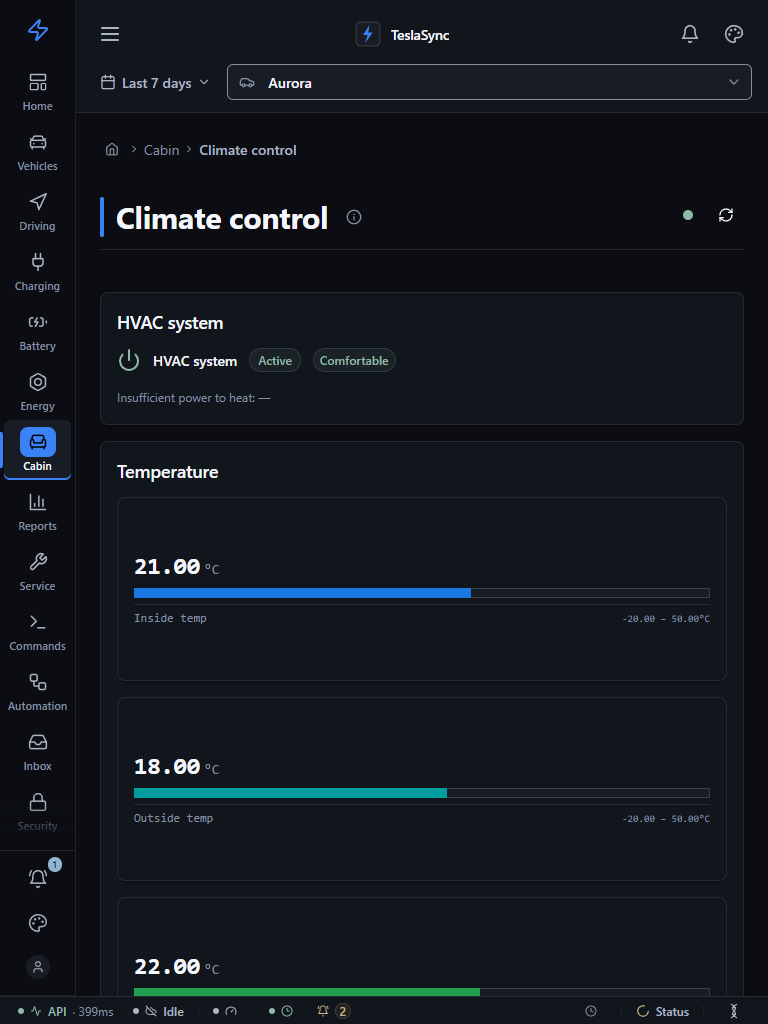 TeslaSync
Last 7 days
Aurora
Home
Vehicles
Driving
Charging
Battery
Energy
Cabin
Reports
Service
Commands
Automation
Inbox
Security
1
Cabin
Climate control
Climate control
HVAC system
HVAC system Active Comfortable
Insufficient power to heat: —
Temperature
21.00 °C
Inside temp -20.00 – 50.00°C
18.00 °C
Outside temp -20.00 – 50.00°C
22.00 °C
API · 399ms Idle 2 Status